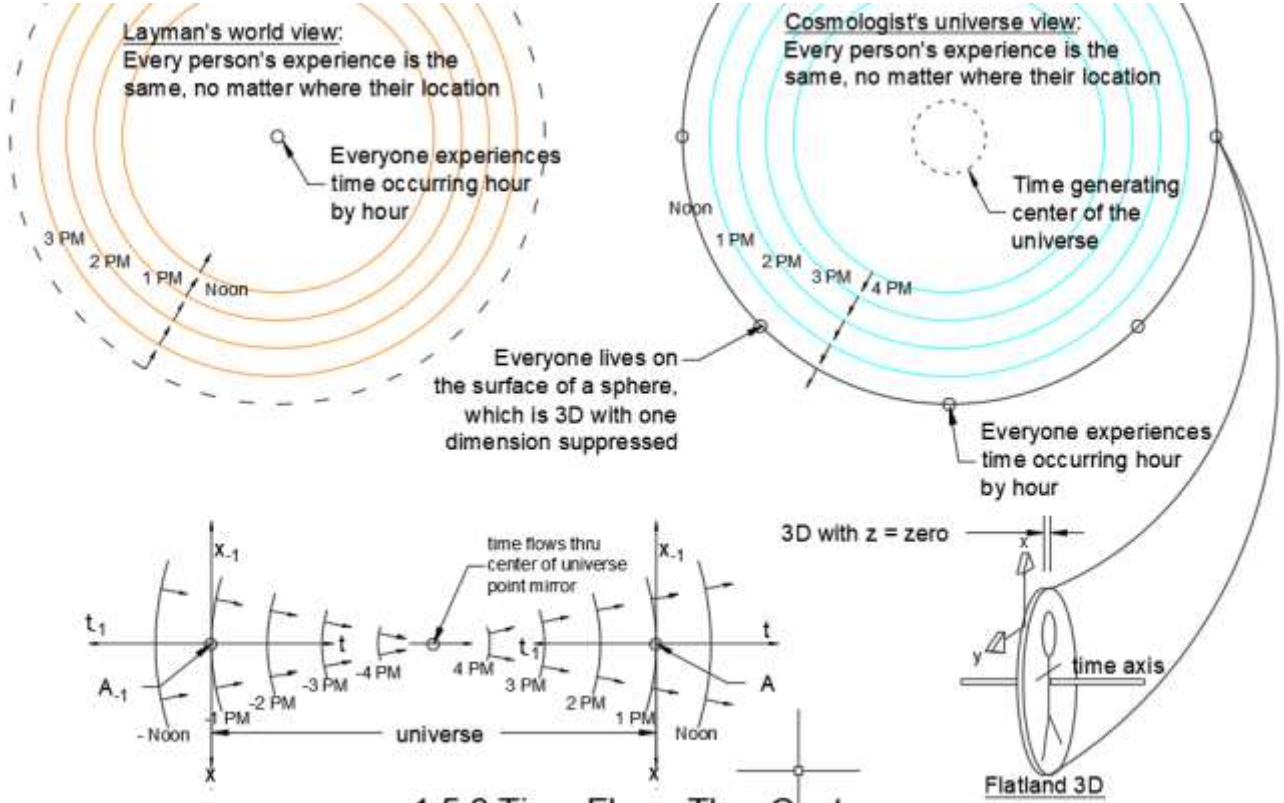 Layman's world view:
Every person's experience is the
same, no matter where their location
Everyone experiences
time occurring hour
by hour
3 PM
2 PM
1 PM
Noon
Cosmologist's universe view:
Every person's experience is the
same, no matter where their location
Time generating
center of the
universe
Noon
1 PM
2 PM
3 PM
4 PM
Everyone lives on
the surface of a sphere,
which is 3D with one
dimension suppressed
Everyone experiences
time occurring hour
by hour
x-1
time flows thru
center of universe
point mirror
x-1
t1
t
t1
t
A-1
A
- Noon
-1 PM
-2 PM
-3 PM
-4 PM
4 PM
3 PM
2 PM
1 PM
Noon
universe
x
x
3D with z = zero
x
y
time axis
Flatland 3D